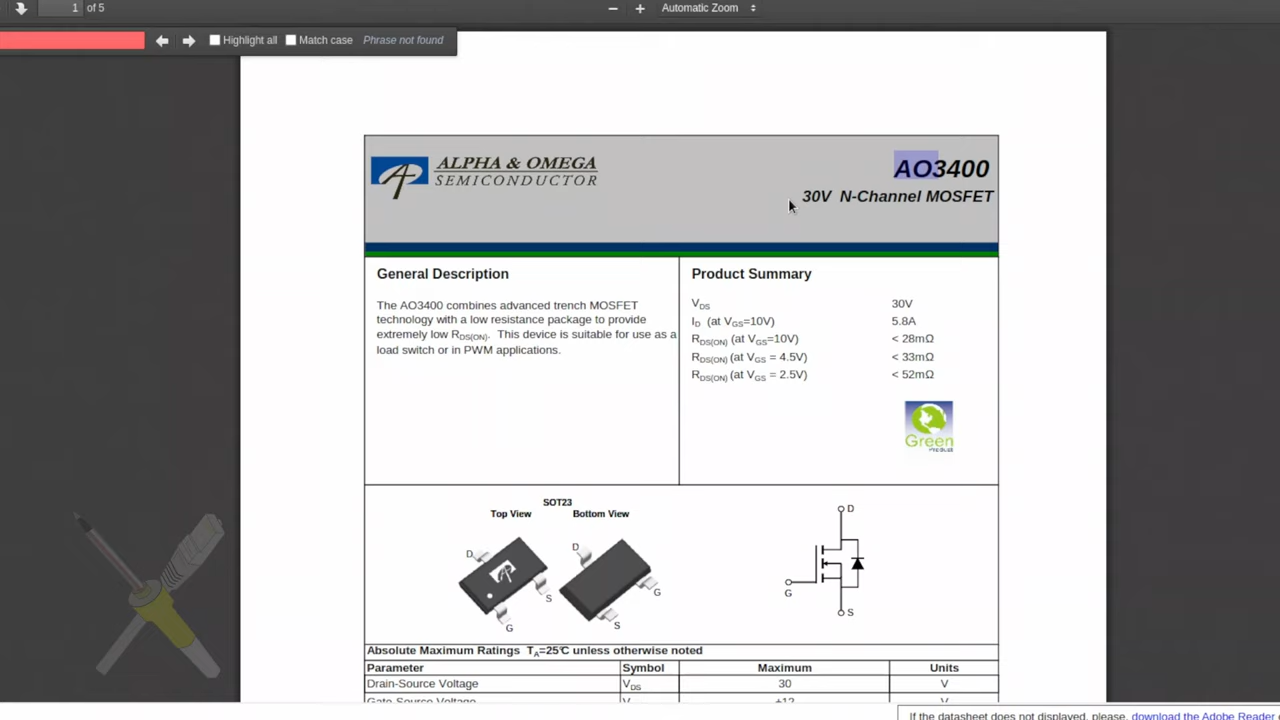 1 of 5
Automatic Zoom
Highlight all Match case Phrase not found
ALPHA & OMEGA
SEMICONDUCTOR
AO3400
30V N-Channel MOSFET
General Description
The AO3400 combines advanced trench MOSFET
technology with a low resistance package to provide
extremely low RDS(ON). This device is suitable for use as a
load switch or in PWM applications.
Product Summary
VDS 30V
ID (at VGS=10V) 5.8A
RDS(ON) (at VGS=10V) < 28mΩ
RDS(ON) (at VGS = 4.5V) < 33mΩ
RDS(ON) (at VGS = 2.5V) < 52mΩ
Green
Product
SOT23
Top View Bottom View
D
S
G
D
G
S
D
G
S
Absolute Maximum Ratings TA=25°C unless otherwise noted
Parameter Symbol Maximum Units
Drain-Source Voltage VDS 30 V
If the datasheet does not displayed, please, download the Adobe Reader